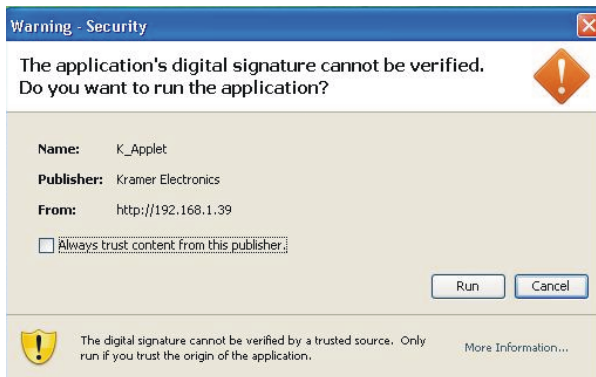 Warning - Security
The application's digital signature cannot be verified.
Do you want to run the application?
Name: K_Applet
Publisher: Kramer Electronics
From: http://192.168.1.39
Always trust content from this publisher.
Run Cancel
The digital signature cannot be verified by a trusted source. Only
run if you trust the origin of the application.
More Information...